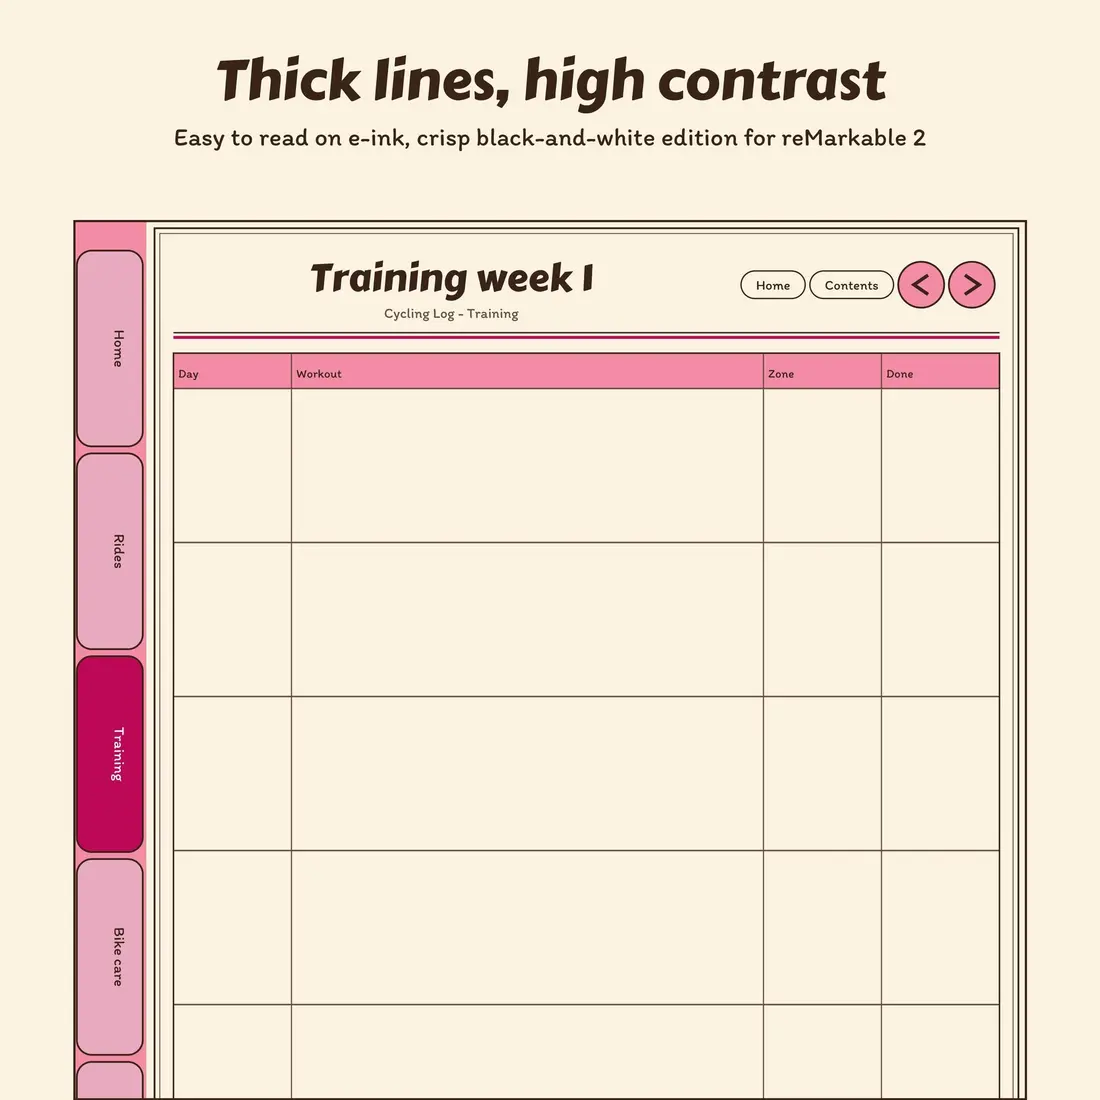 Thick lines, high contrast
Easy to read on e-ink, crisp black-and-white edition for reMarkable 2
Training week 1
Cycling Log - Training
Home
Contents
<
>
Day
Workout
Zone
Done
Home
Rides
Training
Bike care